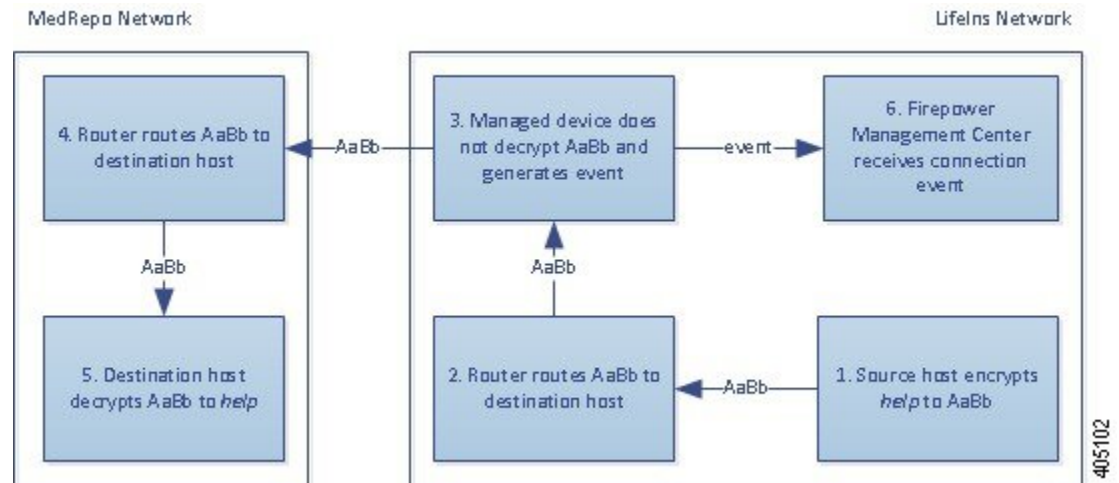 MedRepo Network
LifeIns Network
4. Router routes AaBb to
destination host
AaBb
3. Managed device does
not decrypt AaBb and
generates event
event
6. Firepower
Management Center
receives connection
event
AaBb
AaBb
5. Destination host
decrypts AaBb to help
2. Router routes AaBb to
destination host
AaBb
1. Source host encrypts
help to AaBb
405102